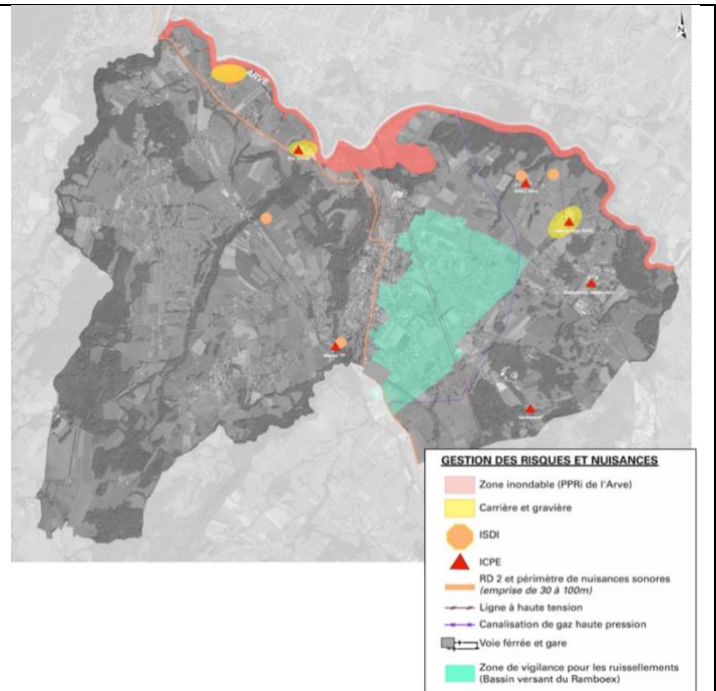 N
ARVE
GESTION DES RISQUES ET NUISANCES
Zone inondable (PPRi de l'Arve)
Carrière et gravière
ISDI
ICPE
RD 2 et périmètre de nuisances sonores
(emprise de 30 à 100m)
Ligne à haute tension
Canalisation de gaz haute pression
Voie férrée et gare
Zone de vigilance pour les ruissellements
(Bassin versant du Ramboex)